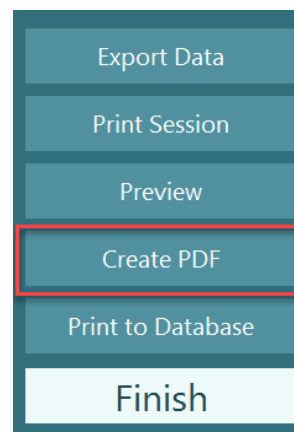 Export Data
Print Session
Preview
Create PDF
Print to Database
Finish